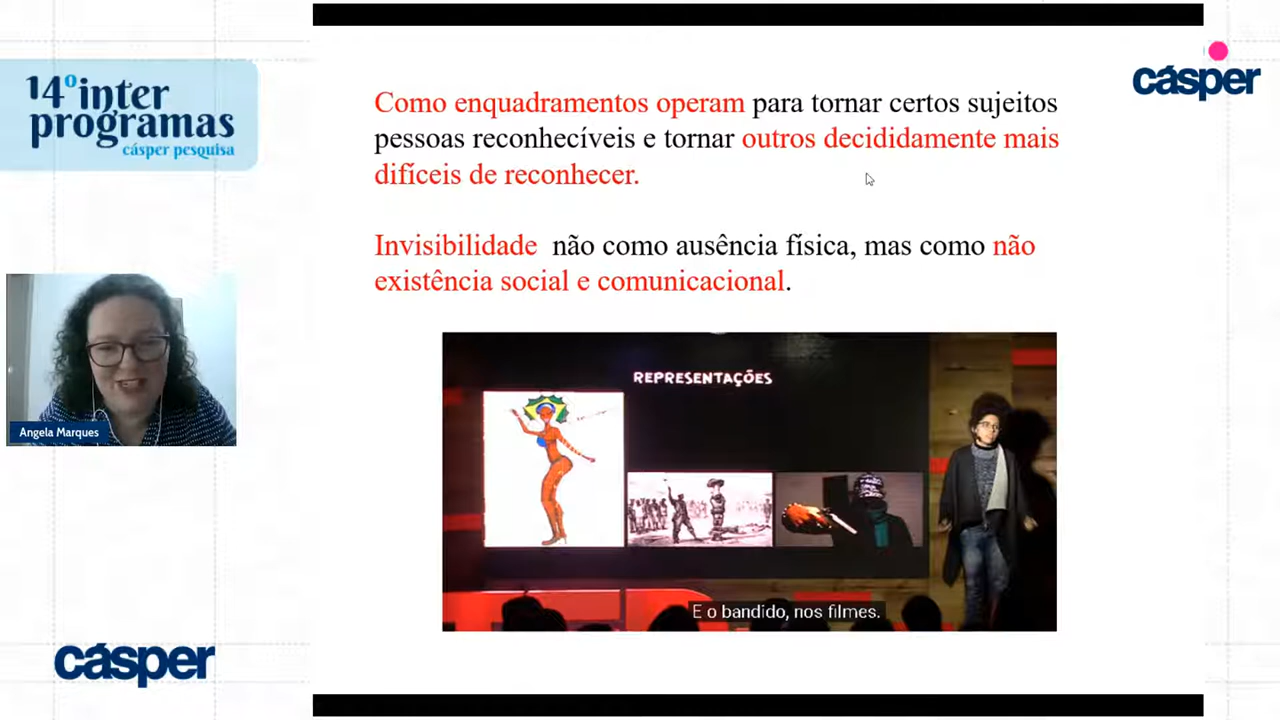 14º inter
programas
cásper pesquisa
cásper
Como enquadramentos operam para tornar certos sujeitos
pessoas reconhecíveis e tornar outros decididamente mais
difíceis de reconhecer.
Invisibilidade não como ausência física, mas como não
existência social e comunicacional.
REPRESENTAÇÕES
E o bandido, nos filmes.
Angela Marques
cásper